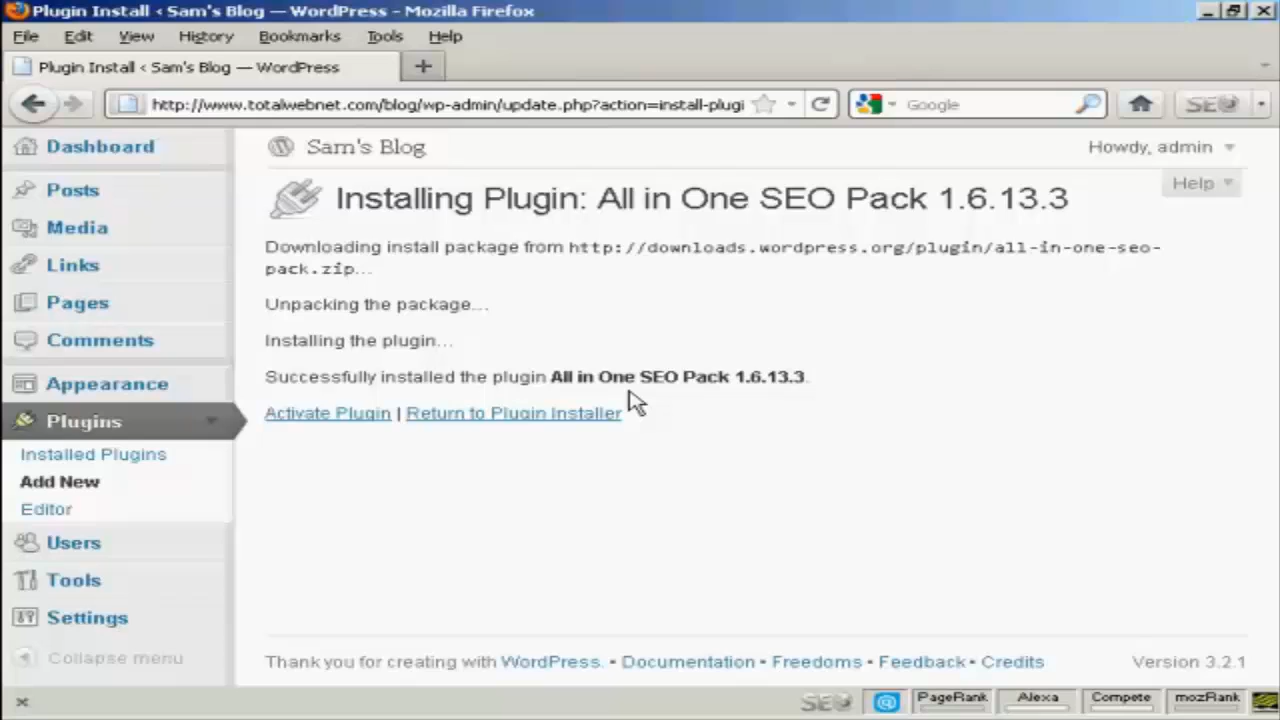 Plugin Install ‹ Sam's Blog — WordPress - Mozilla Firefox
File Edit View History Bookmarks Tools Help
Plugin Install ‹ Sam's Blog — WordPress
http://www.totalwebnet.com/blog/wp-admin/update.php?action=install-plugi
Google
SEO
Dashboard
Posts
Media
Links
Pages
Comments
Appearance
Plugins
Installed Plugins
Add New
Editor
Users
Tools
Settings
Collapse menu
Sam's Blog
Howdy, admin
Help
Installing Plugin: All in One SEO Pack 1.6.13.3
Downloading install package from http://downloads.wordpress.org/plugin/all-in-one-seo-
pack.zip…
Unpacking the package…
Installing the plugin…
Successfully installed the plugin All in One SEO Pack 1.6.13.3.
Activate Plugin | Return to Plugin Installer
Thank you for creating with WordPress. • Documentation • Freedoms • Feedback • Credits
Version 3.2.1
SEO PageRank Alexa Compete mozRank